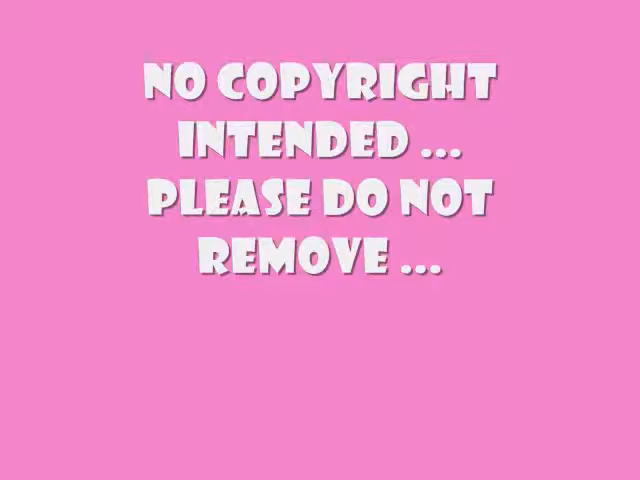 NO COPYRIGHT
INTENDED ...
PLEASE DO NOT
REMOVE ...